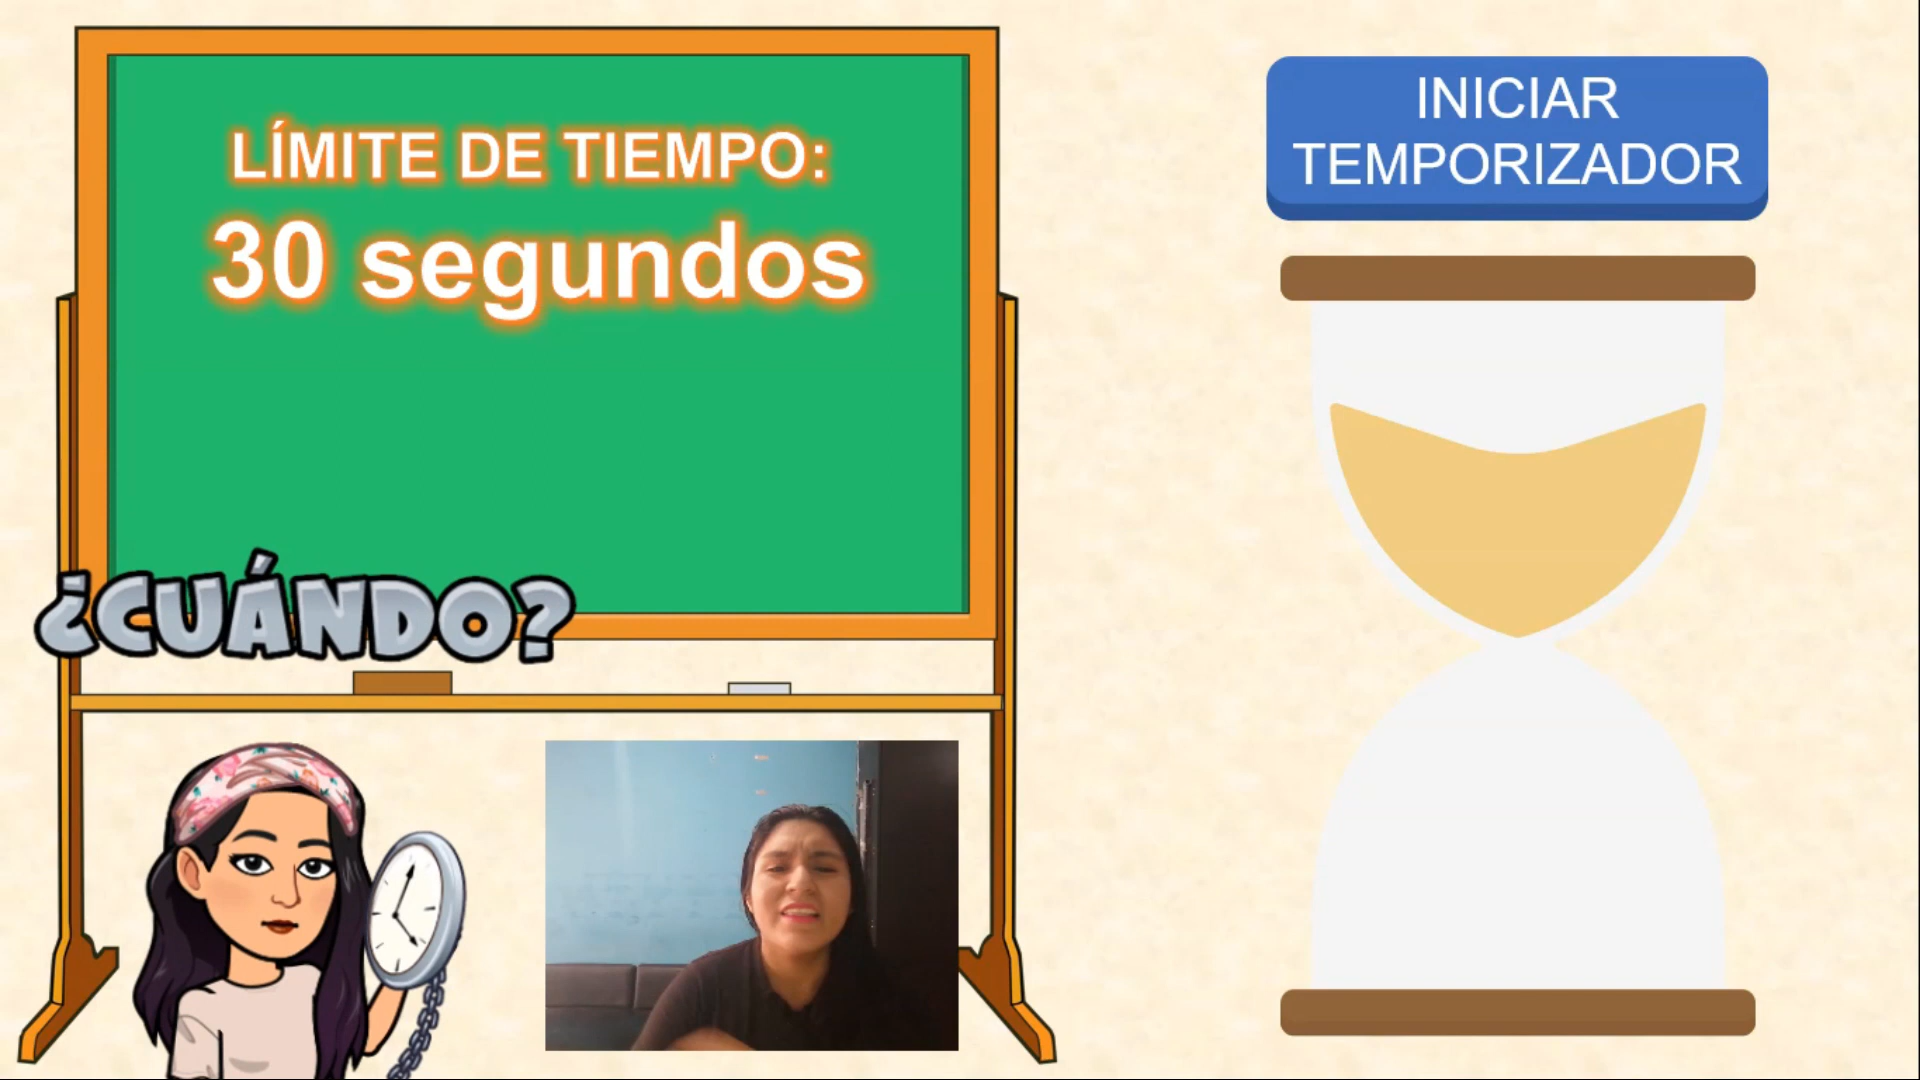 LÍMITE DE TIEMPO:
30 segundos
¿CUÁNDO?
INICIAR
TEMPORIZADOR